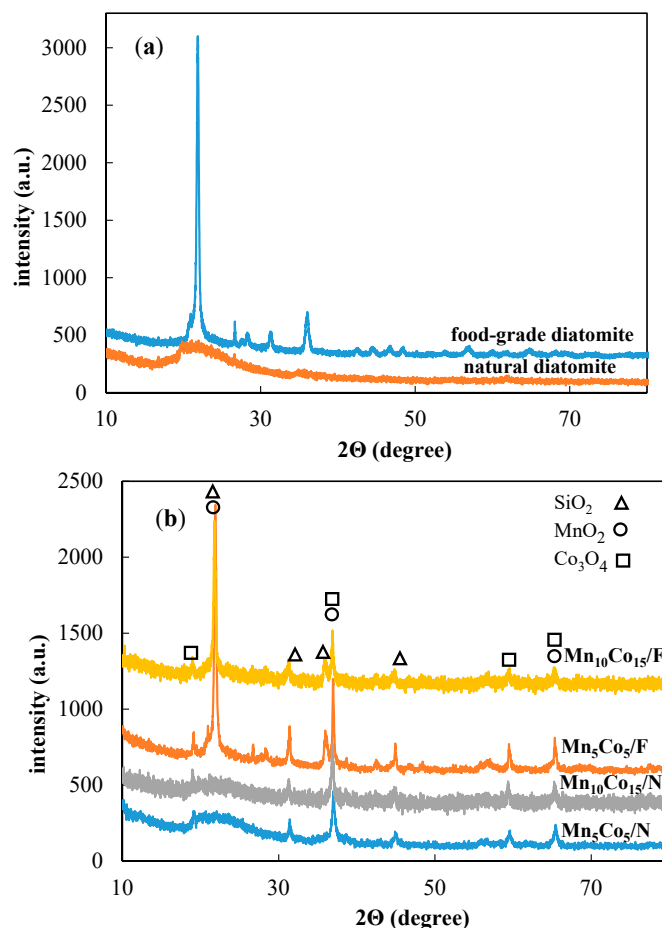 (a)
intensity (a.u.)
3000
2500
2000
1500
1000
500
0
food-grade diatomite
natural diatomite
10 30 50 70
2Θ (degree)
(b)
intensity (a.u.)
2500
2000
1500
1000
500
0
SiO₂
MnO₂
Co₃O₄
Mn₁₀Co₁₅/F
Mn₅Co₅/F
Mn₁₀Co₁₅/N
Mn₅Co₅/N
10 30 50 70
2Θ (degree)